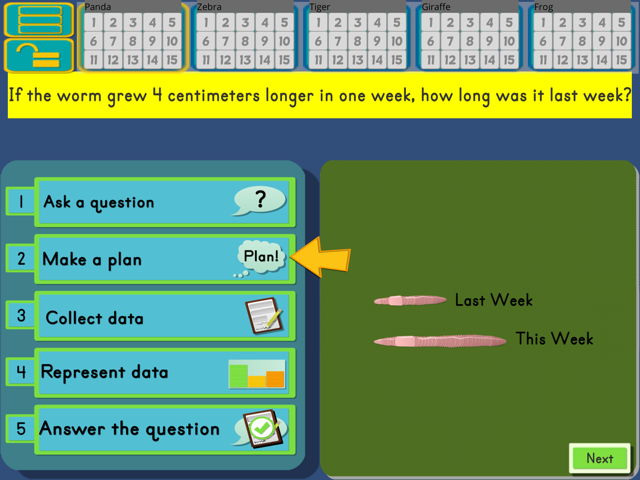 Panda Zebra Tiger Giraffe Frog
1 2 3 4 5 1 2 3 4 5 1 2 3 4 5 1 2 3 4 5 1 2 3 4 5
6 7 8 9 10 6 7 8 9 10 6 7 8 9 10 6 7 8 9 10 6 7 8 9 10
11 12 13 14 15 11 12 13 14 15 11 12 13 14 15 11 12 13 14 15 11 12 13 14 15
If the worm grew 4 centimeters longer in one week, how long was it last week?
1 Ask a question ?
2 Make a plan Plan!
3 Collect data
4 Represent data
5 Answer the question
Last Week
This Week
Next